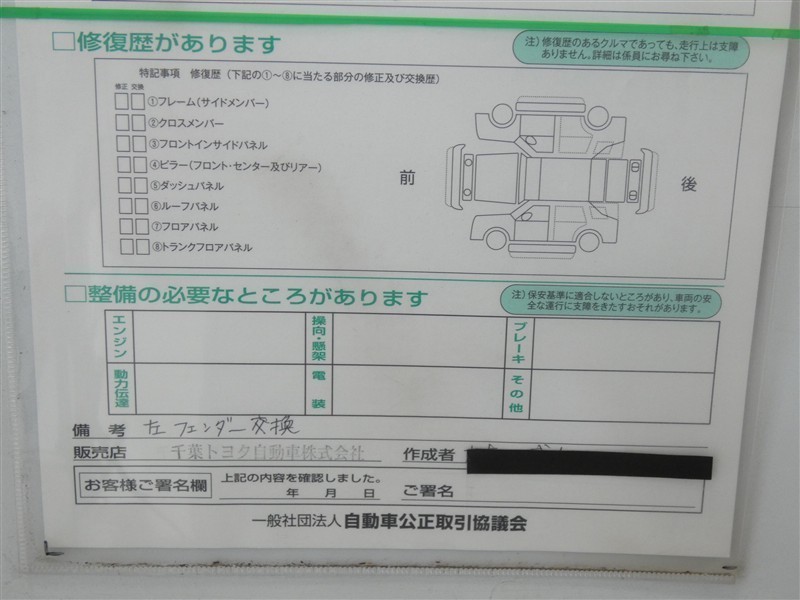 □修復歴があります
注）修復歴のあるクルマであっても、走行上は支障
ありません。詳細は係員にお尋ね下さい。
特記事項 修復歴（下記の①～⑧に当たる部分の修正及び交換歴）
修正 交換
□□①フレーム（サイドメンバー）
□□②クロスメンバー
□□③フロントインサイドパネル
□□④ピラー（フロント・センター及びリアー）
□□⑤ダッシュパネル
□□⑥ルーフパネル
□□⑦フロアパネル
□□⑧トランクフロアパネル
前
後
□整備の必要なところがあります
注）保安基準に適合しないところがあり、車両の安
全な運行に支障をきたすおそれがあります。
エンジン
操向・懸架
ブレーキ
動力伝達
電装
その他
備考 左フェンダー交換
販売店 千葉トヨタ自動車株式会社 作成者
お客様ご署名欄
上記の内容を確認しました。
年 月 日
ご署名
一般社団法人 自動車公正取引協議会